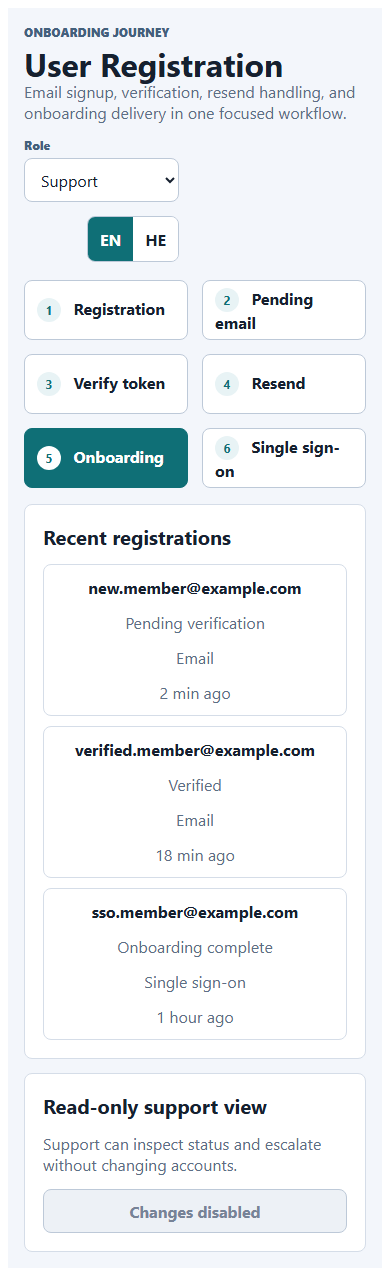 ONBOARDING JOURNEY
User Registration
Email signup, verification, resend handling, and
onboarding delivery in one focused workflow.
Role
Support
EN HE
1 Registration
2 Pending
email
3 Verify token
4 Resend
5 Onboarding
6 Single sign-
on
Recent registrations
new.member@example.com
Pending verification
Email
2 min ago
verified.member@example.com
Verified
Email
18 min ago
sso.member@example.com
Onboarding complete
Single sign-on
1 hour ago
Read-only support view
Support can inspect status and escalate
without changing accounts.
Changes disabled